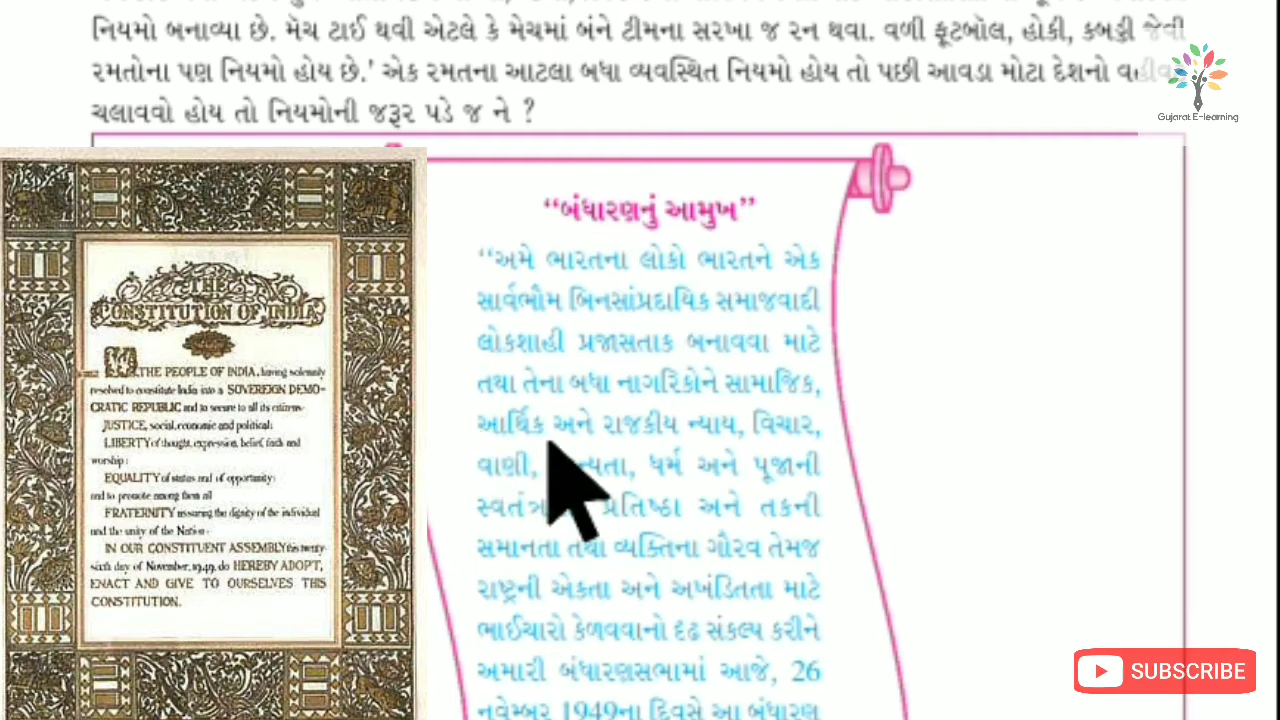 નિયમો બનાવ્યા છે. મૅચ ટાઈ થવી એટલે કે મેચમાં બંને ટીમના સરખા જ રન થવા. વળી ફૂટબૉલ, હોકી, કબડ્ડી જેવી
રમતોના પણ નિયમો હોય છે.' એક રમતના આટલા બધા વ્યવસ્થિત નિયમો હોય તો પછી આવડા મોટા દેશનો
ચલાવવો હોય તો નિયમોની જરૂર પડે જ ને ?
Gujarat E-learning
THE
CONSTITUTION OF INDIA
WE, THE PEOPLE OF INDIA, having solemnly
resolved to constitute India into a SOVEREIGN DEMO-
CRATIC REPUBLIC and to secure to all its citizens:
JUSTICE, social, economic and political;
LIBERTY of thought, expression, belief, faith and
worship;
EQUALITY of status and of opportunity;
and to promote among them all
FRATERNITY assuring the dignity of the individual
and the unity of the Nation;
IN OUR CONSTITUENT ASSEMBLY this twenty-
sixth day of November, 1949, do HEREBY ADOPT,
ENACT AND GIVE TO OURSELVES THIS
CONSTITUTION.
“બંધારણનું આમુખ”
“અમે ભારતના લોકો ભારતને એક
સાર્વભૌમ બિનસાંપ્રદાયિક સમાજવાદી
લોકશાહી પ્રજાસતાક બનાવવા માટે
તથા તેના બધા નાગરિકોને સામાજિક,
આર્થિક અને રાજકીય ન્યાય, વિચાર,
વાણી, ધર્મ અને પૂજાની
પ્રતિષ્ઠા અને તકની
સમાનતા તથા વ્યક્તિના ગૌરવ તેમજ
રાષ્ટ્રની એકતા અને અખંડિતતા માટે
ભાઈચારો કેળવવાનો દૃઢ સંકલ્પ કરીને
અમારી બંધારણસભામાં આજે, 26
નવેમ્બર 1949ના દિવસે આ બંધારણ
SUBSCRIBE